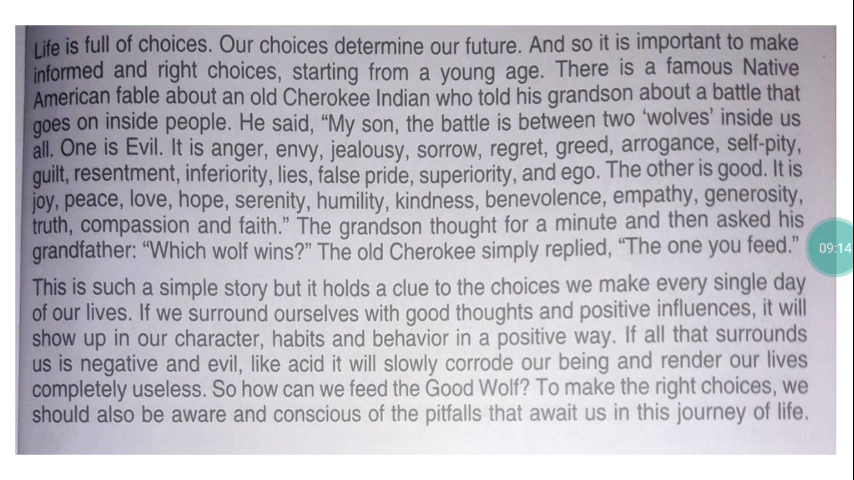 Life is full of choices. Our choices determine our future. And so it is important to make
informed and right choices, starting from a young age. There is a famous Native
American fable about an old Cherokee Indian who told his grandson about a battle that
goes on inside people. He said, “My son, the battle is between two ‘wolves’ inside us
all. One is Evil. It is anger, envy, jealousy, sorrow, regret, greed, arrogance, self-pity,
guilt, resentment, inferiority, lies, false pride, superiority, and ego. The other is good. It is
joy, peace, love, hope, serenity, humility, kindness, benevolence, empathy, generosity,
truth, compassion and faith.” The grandson thought for a minute and then asked his
grandfather: “Which wolf wins?” The old Cherokee simply replied, “The one you feed.”
09:14
This is such a simple story but it holds a clue to the choices we make every single day
of our lives. If we surround ourselves with good thoughts and positive influences, it will
show up in our character, habits and behavior in a positive way. If all that surrounds
us is negative and evil, like acid it will slowly corrode our being and render our lives
completely useless. So how can we feed the Good Wolf? To make the right choices, we
should also be aware and conscious of the pitfalls that await us in this journey of life.